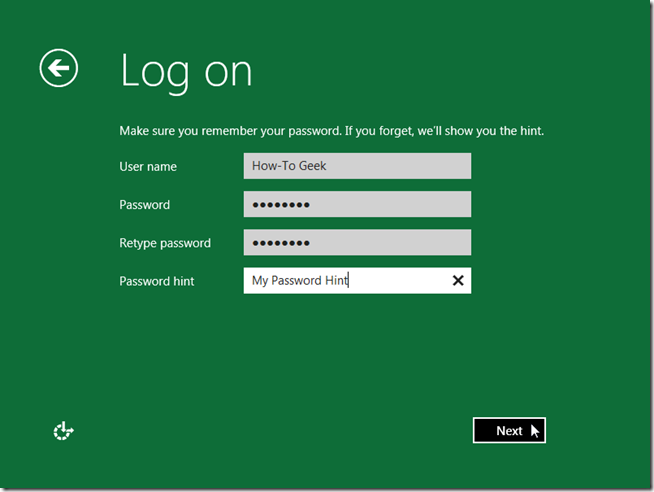 Log on
Make sure you remember your password. If you forget, we'll show you the hint.
User name How-To Geek
Password ●●●●●●●●
Retype password ●●●●●●●●
Password hint My Password Hint
Next